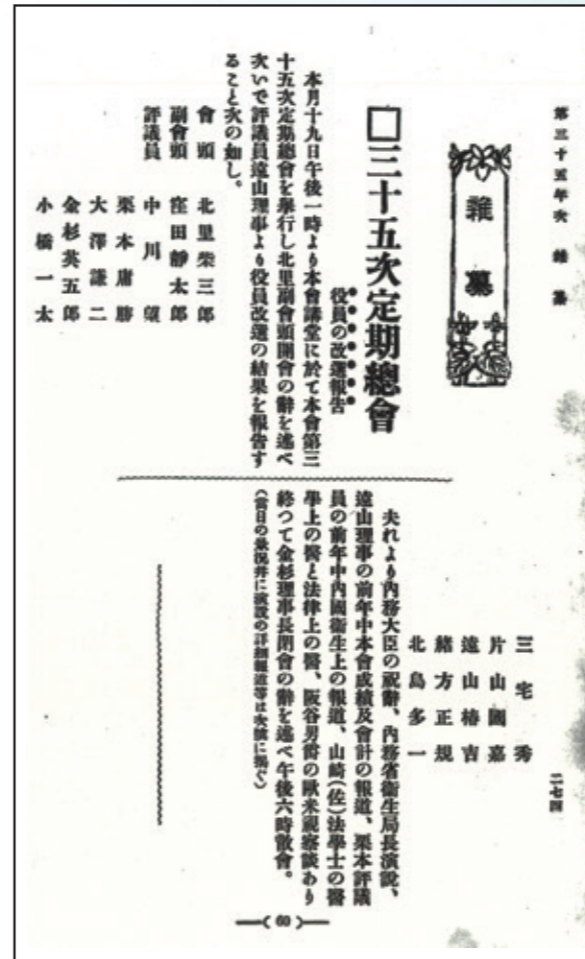 第三十五年次 雑纂
雜纂
□三十五次定期總會
役員の改選報告
本月十九日午後一時より本會講堂に於て本會第三
十五次定期總會を擧行し北里副會頭開會の辭を述べ
次いで評議員遠山理事より役員改選の結果を報告す
ること次の如し。
會頭 北里柴三郎
副會頭 窪田靜太郎
評議員 中川望
栗本庸勝
大澤謙二
金杉英五郎
小橋一太
三宅秀
片山國嘉
遠山椿吉
緒方正規
北島多一
夫れより內務大臣の祝辭、內務省衞生局長演說、
遠山理事の前年中本會成績及會計の報道、栗本評議
員の前年中內國衞生上の報道、山崎(佐)法學士の醫
學上の醫と法律上の醫、阪谷男爵の歐米視察談あり
終つて金杉理事長閉會の辭を述べ午後六時散會。
(當日の景況幷に演說の詳細報道等は次號に揭ぐ)
二七四
( 60 )